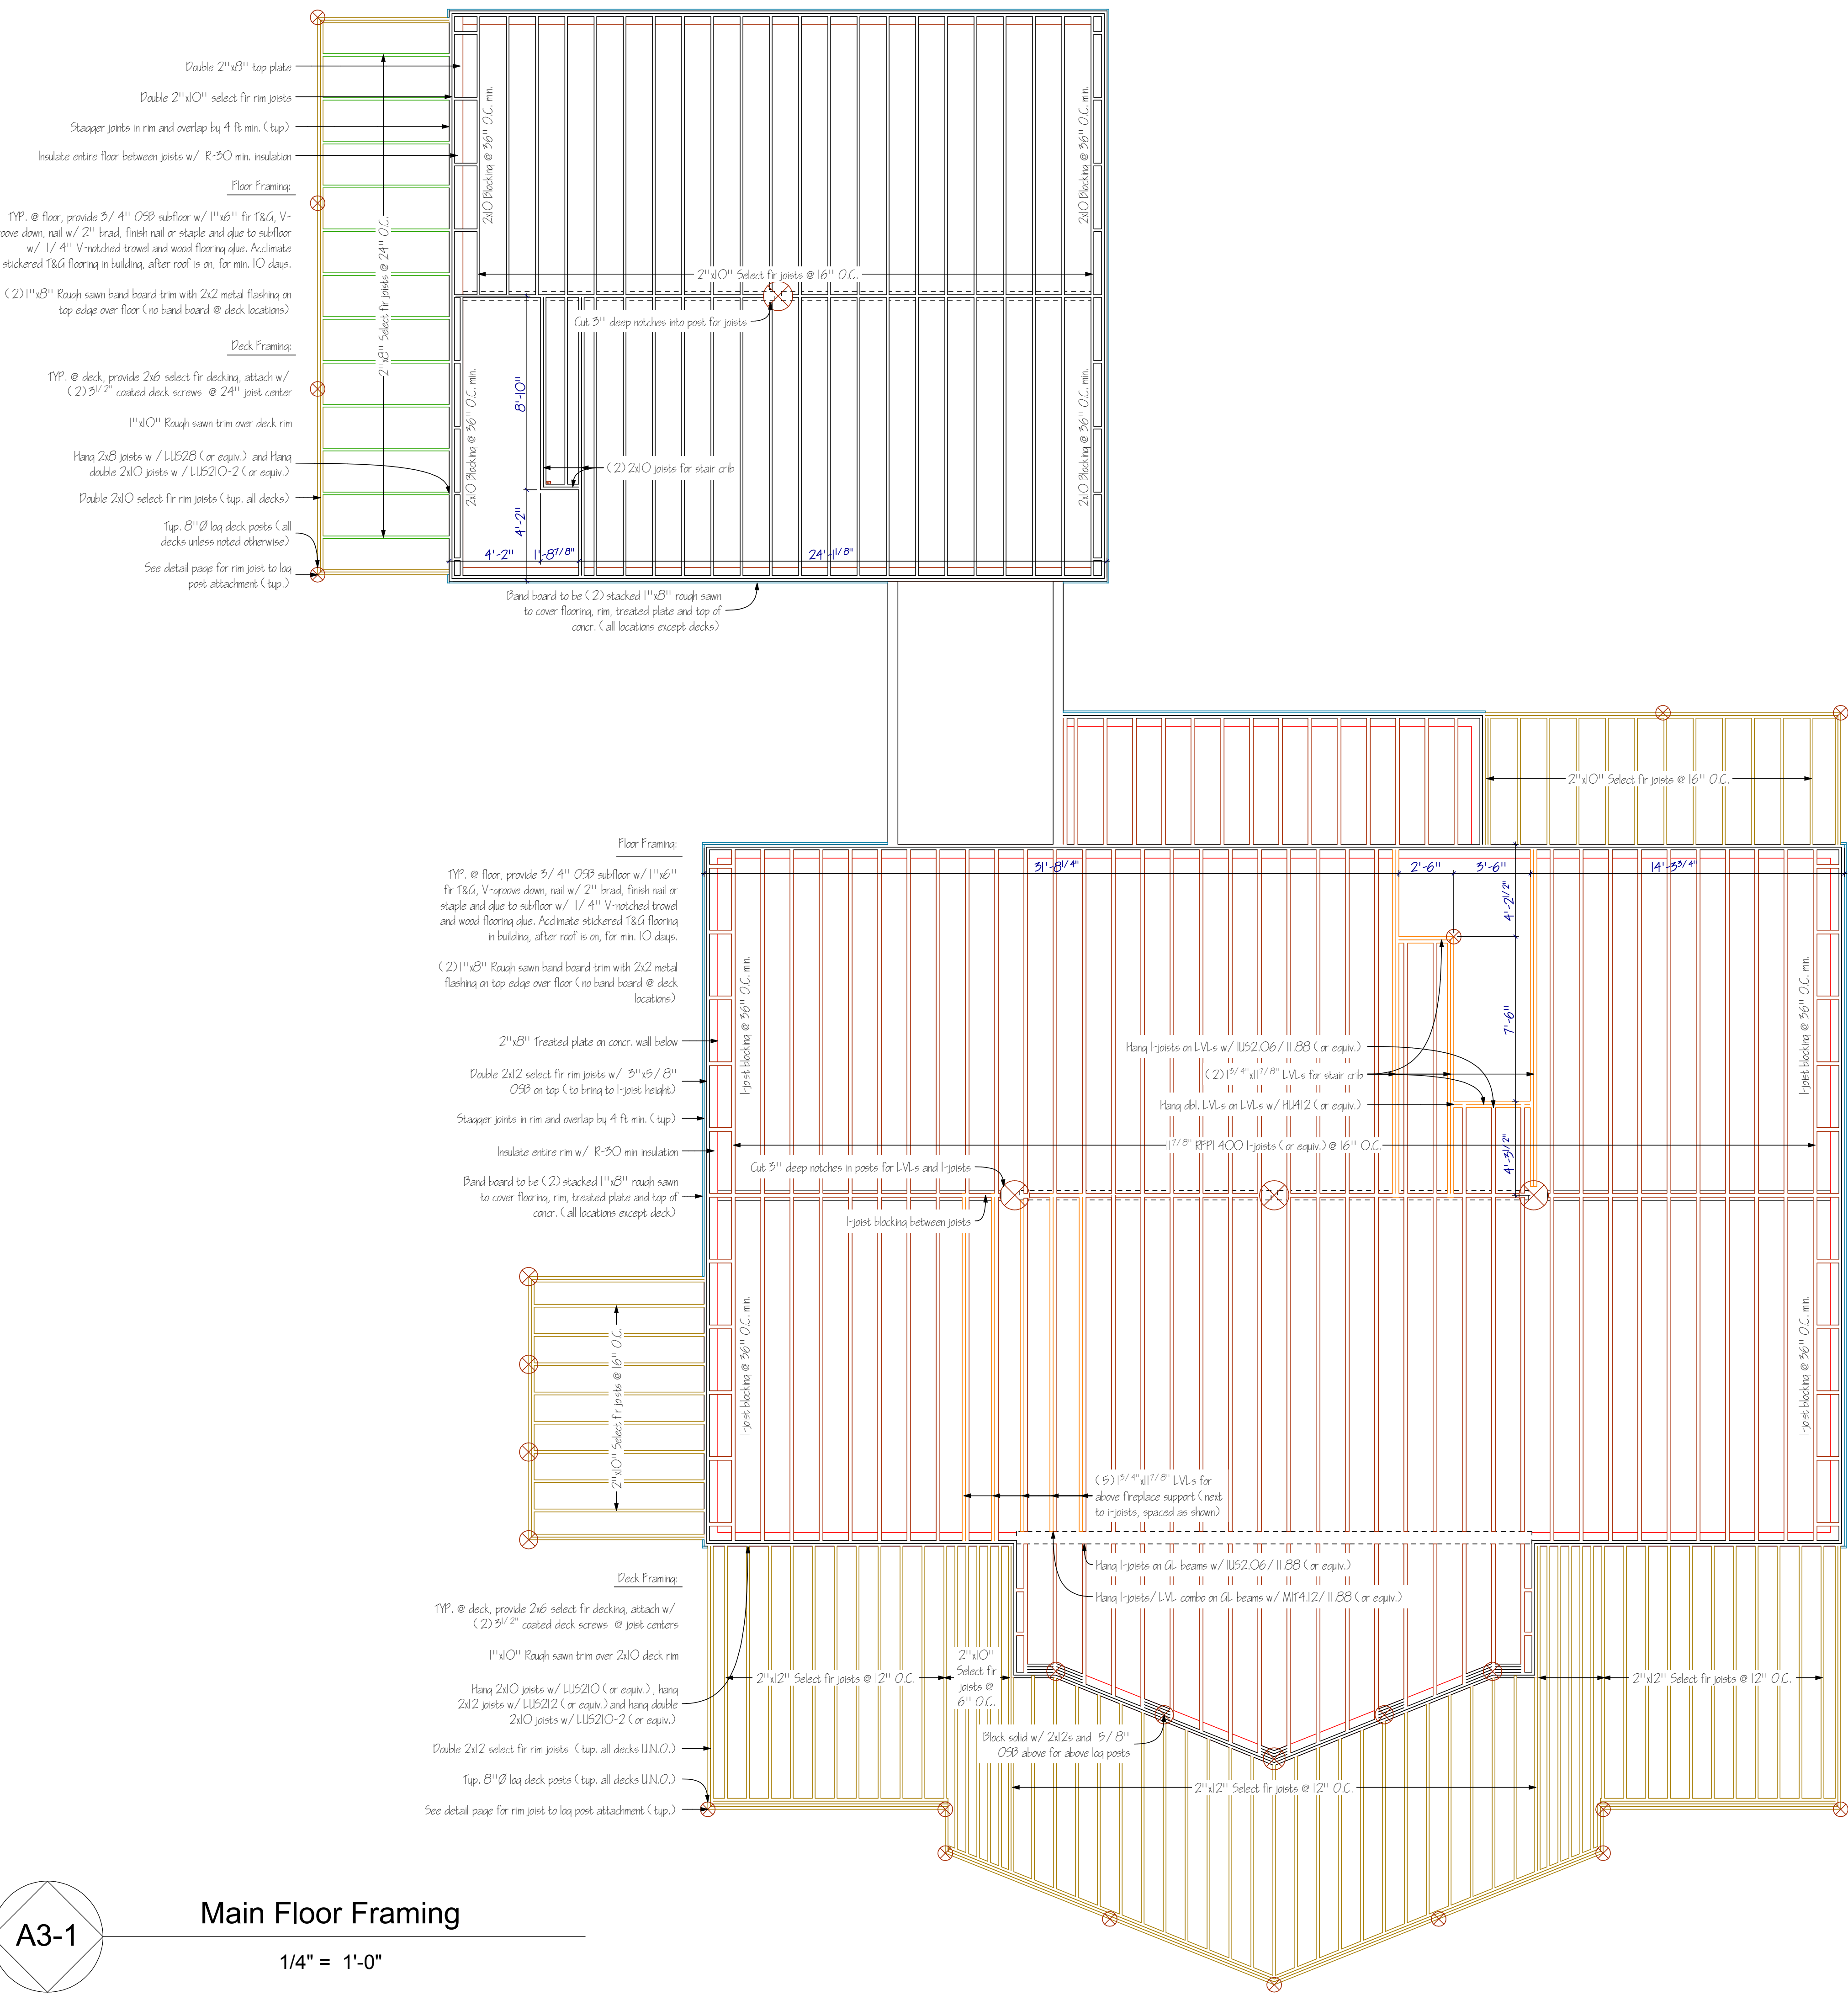 Double 2"x8" top plate
Double 2"x10" select fir rim joists
Stagger joints in rim and overlap by 4 ft min. (typ)
Insulate entire floor between joists w/ R-30 min. insulation
Floor Framing:
TYP. @ floor, provide 3/4" OSB subfloor w/ 1"x6" fir T&G, V-
oove down, nail w/ 2" brad, finish nail or staple and glue to subfloor
w/ 1/4" V-notched trowel and wood flooring glue. Acclimate
stickered T&G flooring in building, after roof is on, for min. 10 days.
(2) 1"x8" Rough sawn band board trim with 2x2 metal flashing on
top edge over floor (no band board @ deck locations)
Deck Framing:
TYP. @ deck, provide 2x6 select fir decking, attach w/
(2) 3 1/2" coated deck screws @ 24" joist center
1"x10" Rough sawn trim over deck rim
Hang 2x8 joists w/ LUS28 (or equiv.) and Hang
double 2x10 joists w/ LUS210-2 (or equiv.)
Double 2x10 select fir rim joists (typ. all decks)
Typ. 8"Ø log deck posts (all
decks unless noted otherwise)
See detail page for rim joist to log
post attachment (typ.)
2"x8" Select fir joists @ 24" O.C.
2x10 Blocking @ 36" O.C. min.
2x10 Blocking @ 36" O.C. min.
2"x10" Select fir joists @ 16" O.C.
Cut 3" deep notches into post for joists
2x10 Blocking @ 36" O.C. min.
8'-10"
(2) 2x10 joists for stair crib
2x10 Blocking @ 36" O.C. min.
4'-2"
4'-2"
1'-8 7/8"
24'-1 1/8"
Band board to be (2) stacked 1"x8" rough sawn
to cover flooring, rim, treated plate and top of
concr. (all locations except decks)
2"x10" Select fir joists @ 16" O.C.
Floor Framing:
TYP. @ floor, provide 3/4" OSB subfloor w/ 1"x6"
fir T&G, V-groove down, nail w/ 2" brad, finish nail or
staple and glue to subfloor w/ 1/4" V-notched trowel
and wood flooring glue. Acclimate stickered T&G flooring
in building, after roof is on, for min. 10 days.
(2) 1"x8" Rough sawn band board trim with 2x2 metal
flashing on top edge over floor (no band board @ deck
locations)
2"x8" Treated plate on concr. wall below
Double 2x12 select fir rim joists w/ 3"x5/8"
OSB on top (to bring to I-joist height)
Stagger joints in rim and overlap by 4 ft min. (typ)
Insulate entire rim w/ R-30 min insulation
Band board to be (2) stacked 1"x8" rough sawn
to cover flooring, rim, treated plate and top of
concr. (all locations except deck)
31'-8 1/4"
2'-6"
3'-6"
14'-3 3/4"
4'-2 1/2"
7'-6"
4'-3 1/2"
I-joist blocking @ 36" O.C. min.
I-joist blocking @ 36" O.C. min.
Hang I-joists on LVLs w/ IUS2.06/11.88 (or equiv.)
(2) 1 3/4"x11 7/8" LVLs for stair crib
Hang dbl. LVLs on LVLs w/ HU412 (or equiv.)
11 7/8" RFPI 400 I-joists (or equiv.) @ 16" O.C.
Cut 3" deep notches in posts for LVLs and I-joists
I-joist blocking between joists
I-joist blocking @ 36" O.C. min.
I-joist blocking @ 36" O.C. min.
2"x10" Select fir joists @ 16" O.C.
(5) 1 3/4"x11 7/8" LVLs for
above fireplace support (next
to i-joists, spaced as shown)
Hang I-joists on GL beams w/ IUS2.06/11.88 (or equiv.)
Hang I-joists/LVL combo on GL beams w/ MIT4.12/11.88 (or equiv.)
Deck Framing:
TYP. @ deck, provide 2x6 select fir decking, attach w/
(2) 3 1/2" coated deck screws @ joist centers
1"x10" Rough sawn trim over 2x10 deck rim
Hang 2x10 joists w/ LUS210 (or equiv.), hang
2x12 joists w/ LUS212 (or equiv.) and hang double
2x10 joists w/ LUS210-2 (or equiv.)
Double 2x12 select fir rim joists (typ. all decks U.N.O.)
Typ. 8"Ø log deck posts (typ. all decks U.N.O.)
See detail page for rim joist to log post attachment (typ.)
2"x12" Select fir joists @ 12" O.C.
2"x10"
Select fir
joists @
6" O.C.
2"x12" Select fir joists @ 12" O.C.
Block solid w/ 2x12s and 5/8"
OSB above for above log posts
2"x12" Select fir joists @ 12" O.C.
A3-1
Main Floor Framing
1/4" = 1'-0"